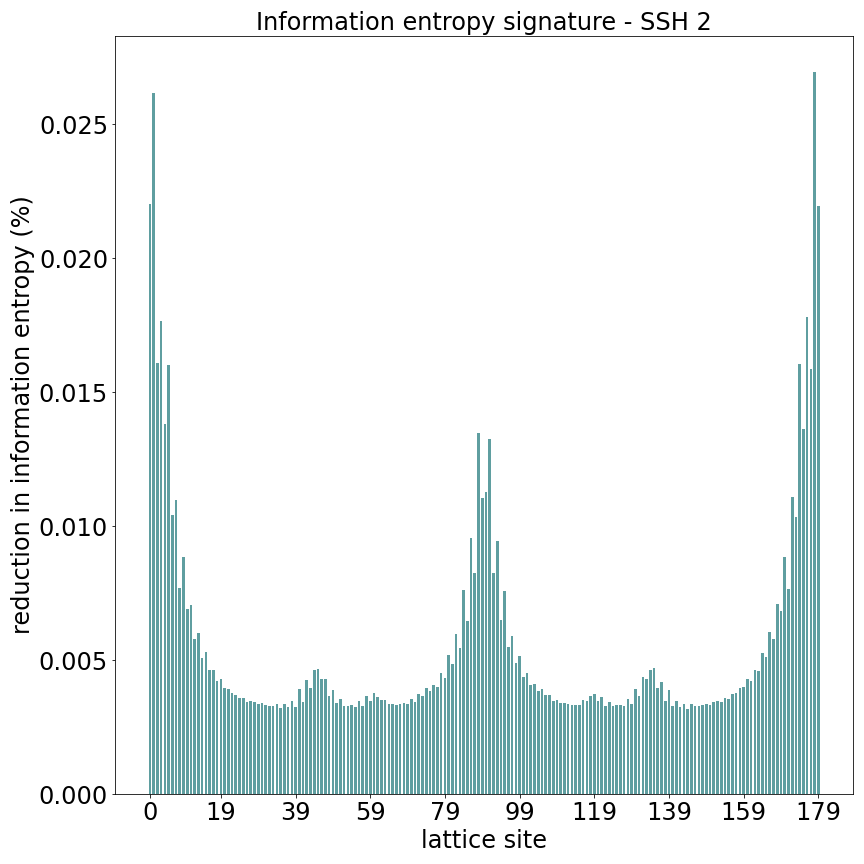 Information entropy signature - SSH 2
reduction in information entropy (%)
0.025
0.020
0.015
0.010
0.005
0.000
0 19 39 59 79 99 119 139 159 179
lattice site